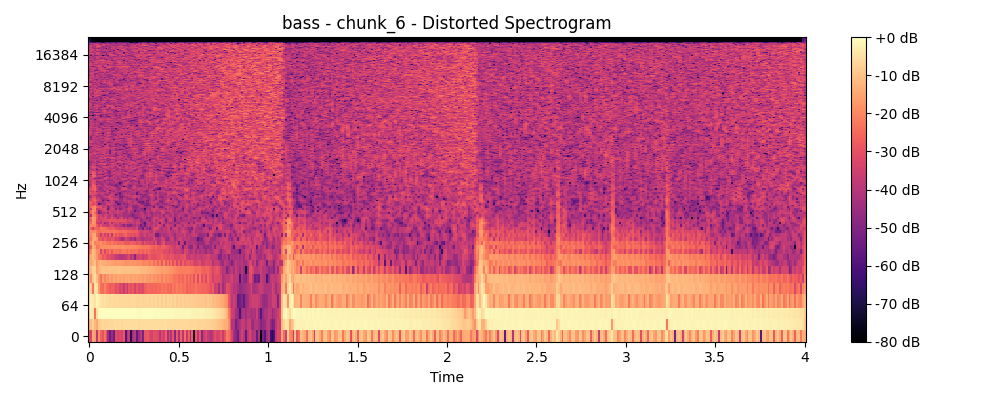 bass - chunk_6 - Distorted Spectrogram
Hz
16384
8192
4096
2048
1024
512
256
128
64
0
0 0.5 1 1.5 2 2.5 3 3.5 4
Time
+0 dB
-10 dB
-20 dB
-30 dB
-40 dB
-50 dB
-60 dB
-70 dB
-80 dB